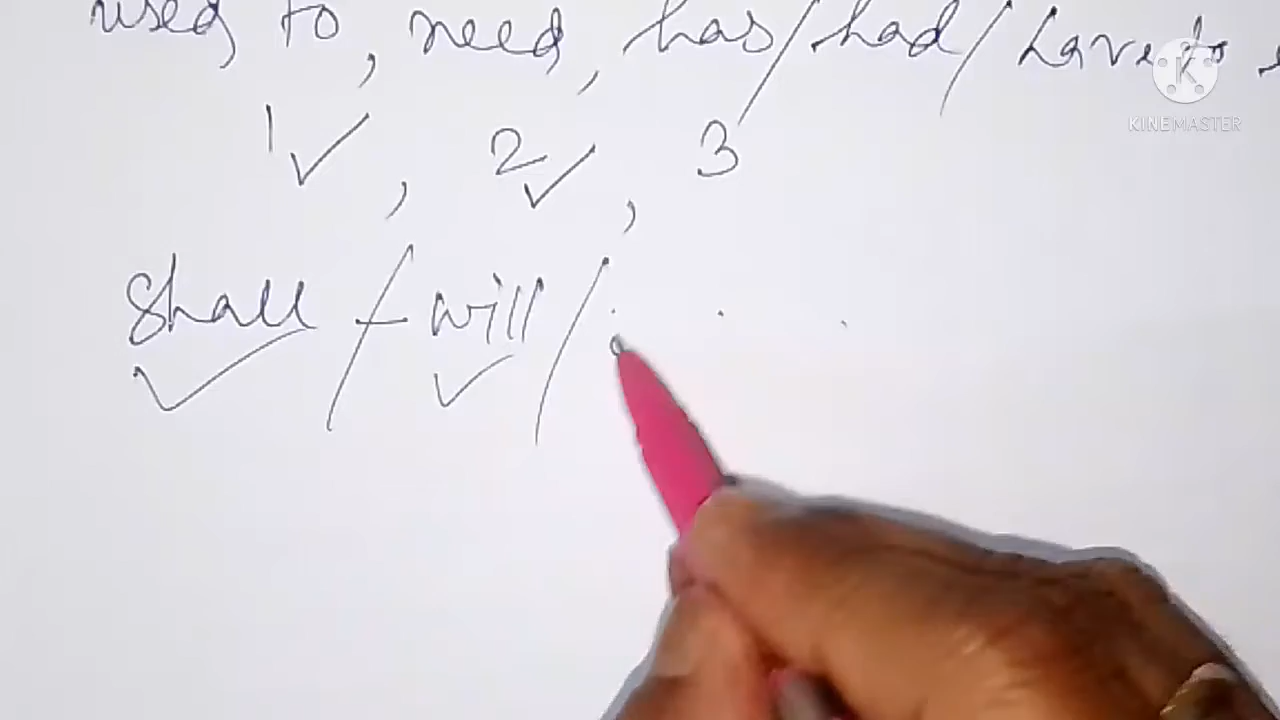 used to, need, has/had/have to
K
KINEMASTER
1✓, 2✓, 3
shall / will / . . .
✓ ✓